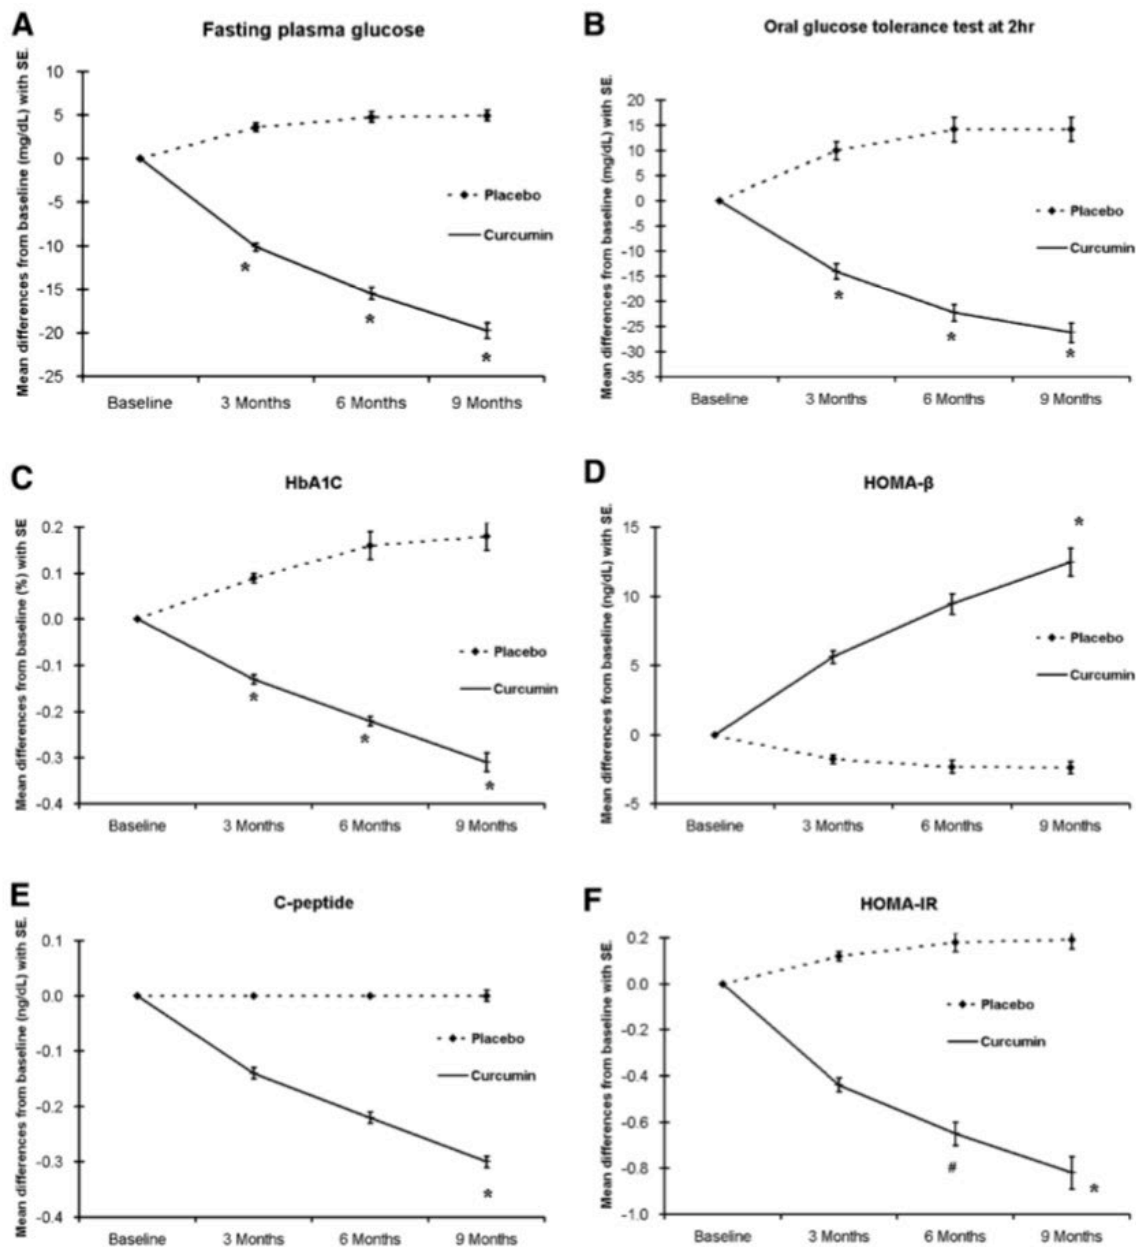 A
Fasting plasma glucose
Mean differences from baseline (mg/dL) with SE.
10
5
0
-5
-10
-15
-20
-25
Placebo
Curcumin
*
*
*
Baseline
3 Months
6 Months
9 Months
B
Oral glucose tolerance test at 2hr
Mean differences from baseline (mg/dL) with SE.
20
15
10
5
0
-5
-10
-15
-20
-25
-30
-35
Placebo
Curcumin
*
*
*
Baseline
3 Months
6 Months
9 Months
C
HbA1C
Mean differences from baseline (%) with SE
0.2
0.1
0.0
-0.1
-0.2
-0.3
-0.4
Placebo
Curcumin
*
*
*
Baseline
3 Months
6 Months
9 Months
D
HOMA-β
Mean differences from baseline (ng/dL) with SE.
15
10
5
0
-5
*
Placebo
Curcumin
Baseline
3 Months
6 Months
9 Months
E
C-peptide
Mean differences from baseline (ng/dL) with SE.
0.1
0.0
-0.1
-0.2
-0.3
-0.4
Placebo
Curcumin
*
Baseline
3 Months
6 Months
9 Months
F
HOMA-IR
Mean differences from baseline with SE.
0.2
0.0
-0.2
-0.4
-0.6
-0.8
-1.0
Placebo
Curcumin
#
*
Baseline
3 Months
6 Months
9 Months